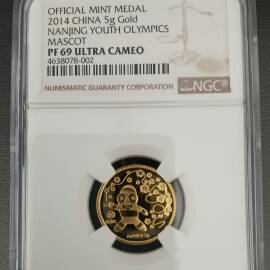 OFFICIAL MINT MEDAL
2014 CHINA 5g Gold
NANJING YOUTH OLYMPICS
MASCOT
PF 69 ULTRA CAMEO
4638078-002
NUMISMATIC GUARANTY CORPORATION
NGC